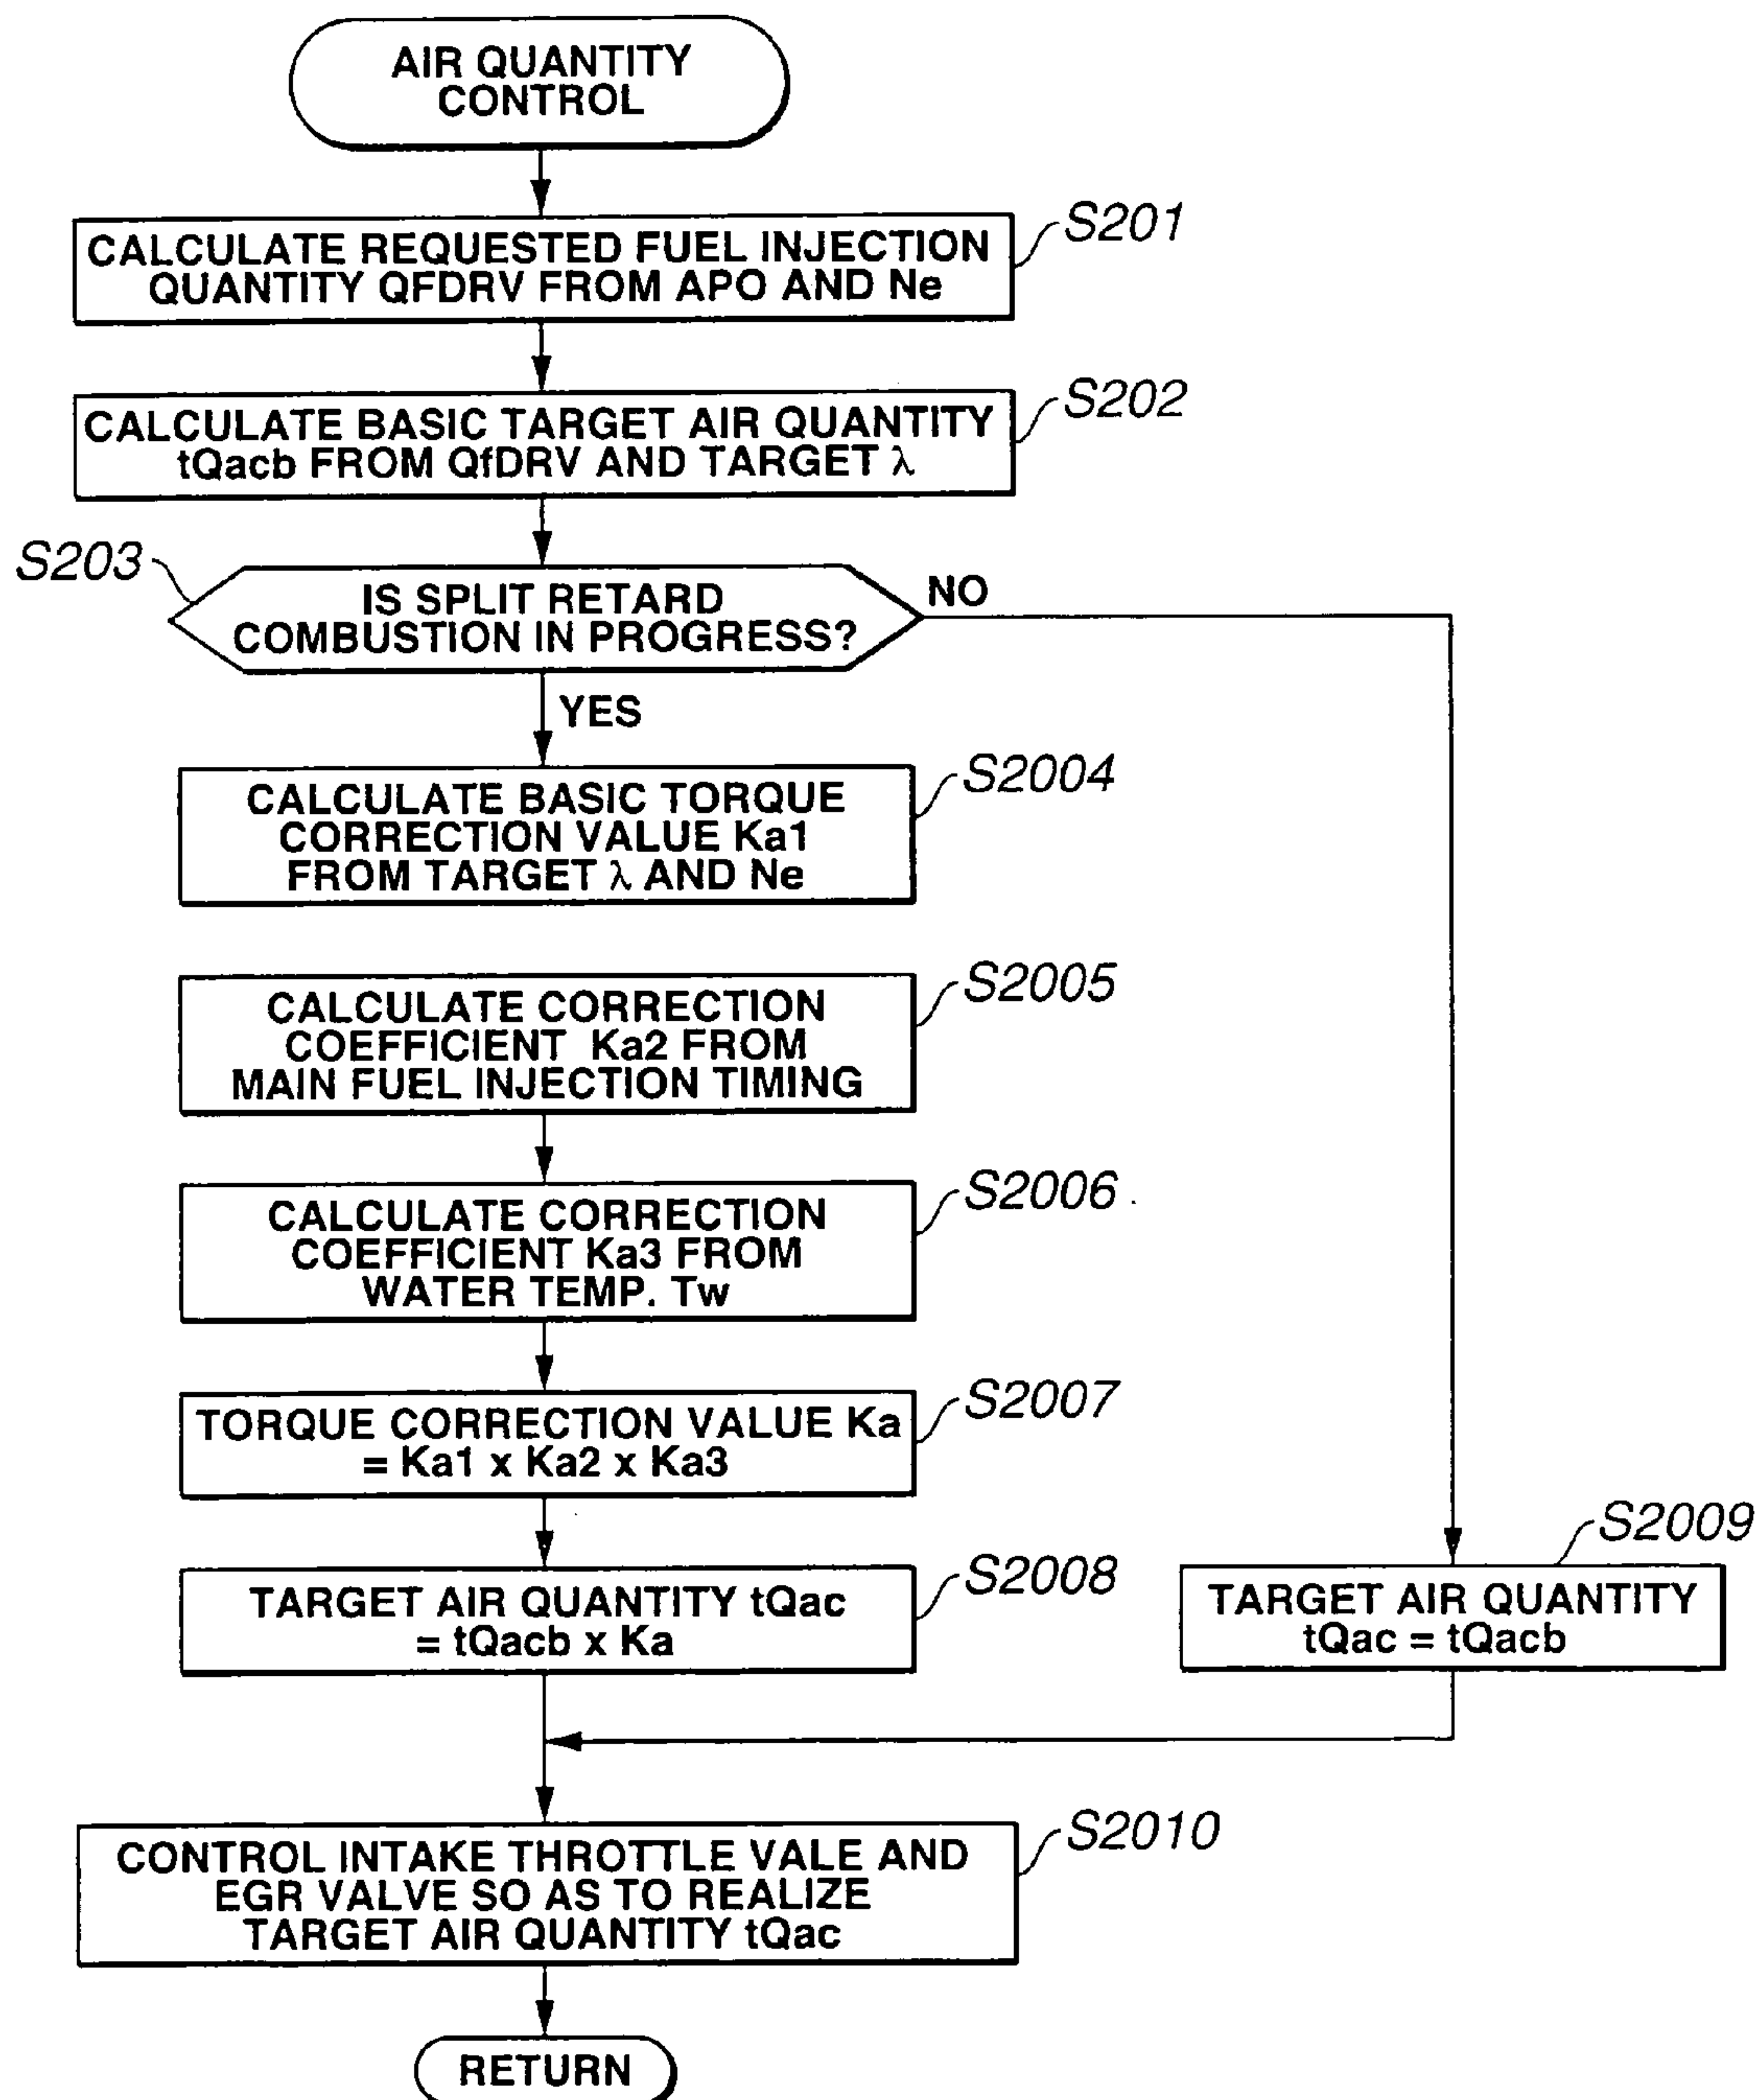 AIR QUANTITY
CONTROL
S201
CALCULATE REQUESTED FUEL INJECTION
QUANTITY QFDRV FROM APO AND Ne
S202
CALCULATE BASIC TARGET AIR QUANTITY
tQacb FROM QfDRV AND TARGET λ
S203
IS SPLIT RETARD
COMBUSTION IN PROGRESS?
NO
YES
S2004
CALCULATE BASIC TORQUE
CORRECTION VALUE Ka1
FROM TARGET λ AND Ne
S2005
CALCULATE CORRECTION
COEFFICIENT Ka2 FROM
MAIN FUEL INJECTION TIMING
S2006
CALCULATE CORRECTION
COEFFICIENT Ka3 FROM
WATER TEMP. Tw
S2007
TORQUE CORRECTION VALUE Ka
= Ka1 x Ka2 x Ka3
S2008
TARGET AIR QUANTITY tQac
= tQacb x Ka
S2009
TARGET AIR QUANTITY
tQac = tQacb
S2010
CONTROL INTAKE THROTTLE VALE AND
EGR VALVE SO AS TO REALIZE
TARGET AIR QUANTITY tQac
RETURN